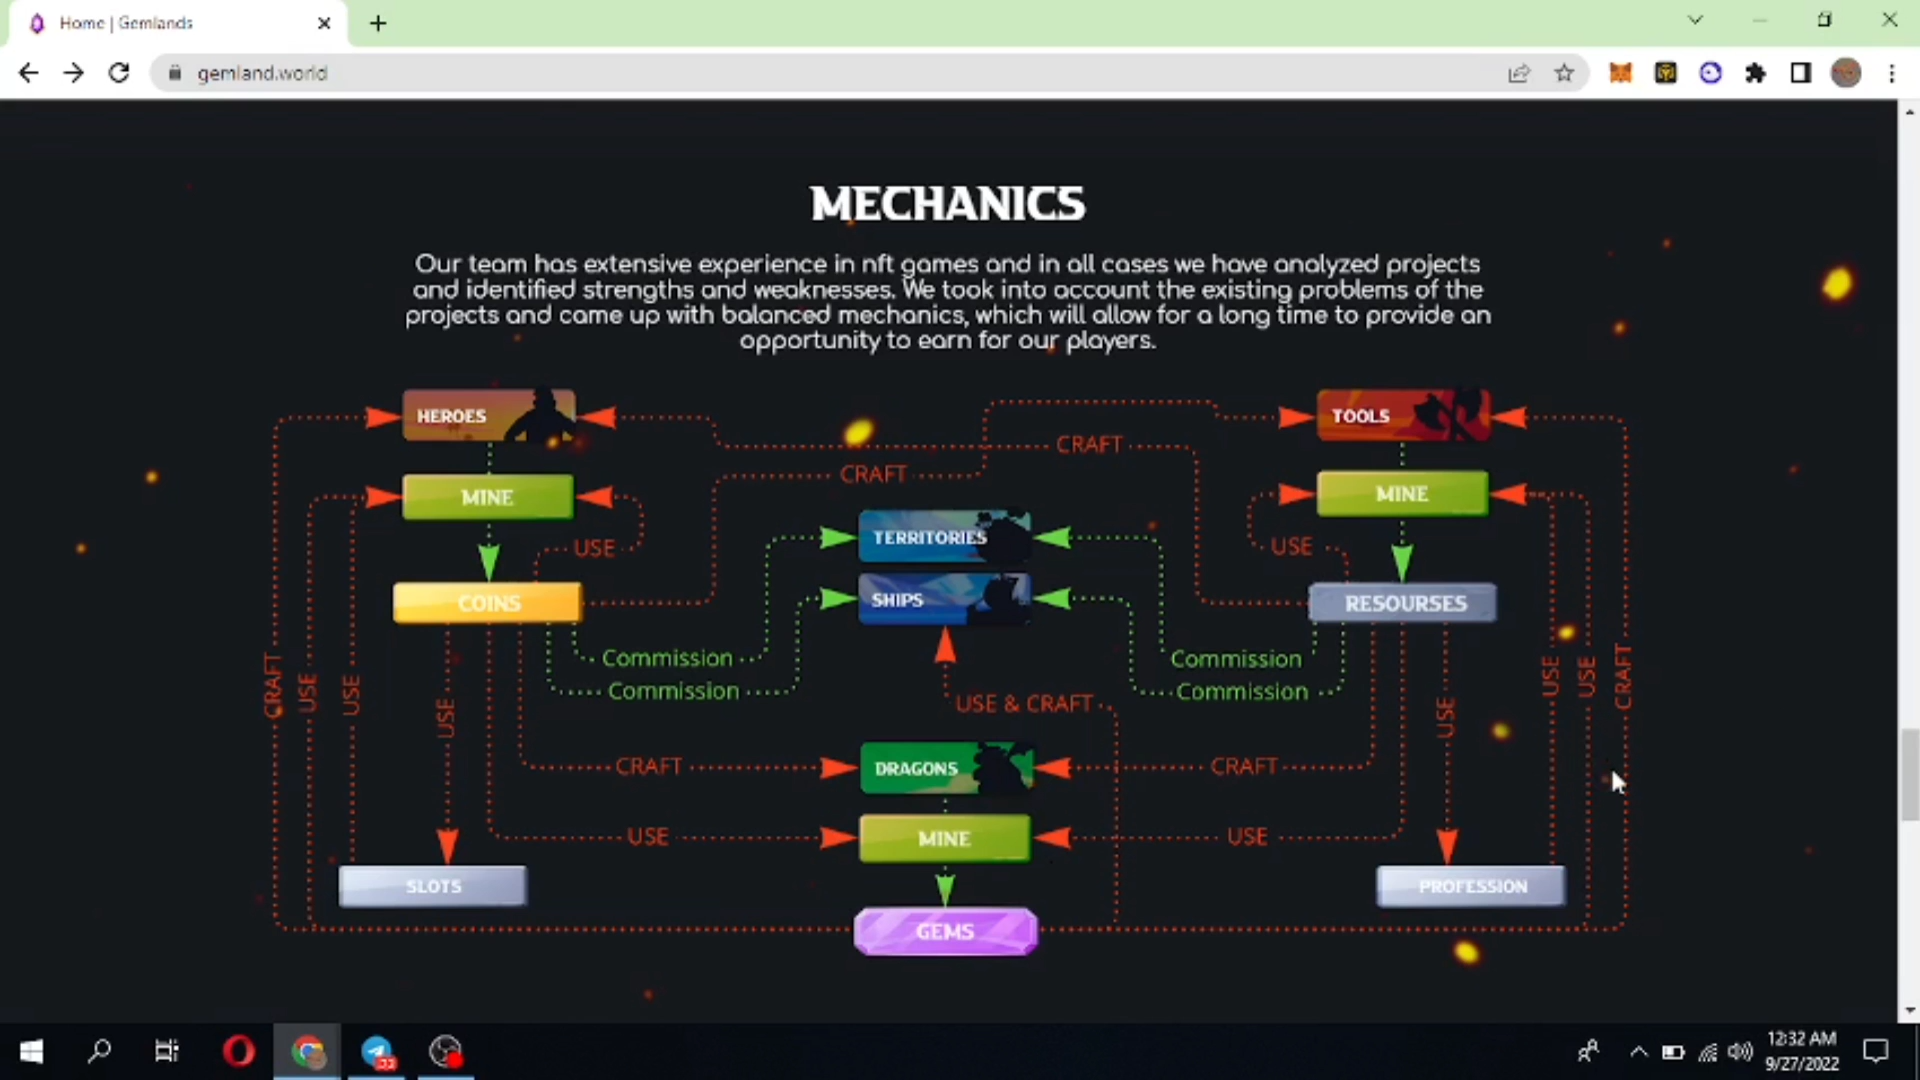 Home | Gemlands
gemland.world
MECHANICS
Our team has extensive experience in nft games and in all cases we have analyzed projects
and identified strengths and weaknesses. We took into account the existing problems of the
projects and came up with balanced mechanics, which will allow for a long time to provide an
opportunity to earn for our players.
HEROES
TOOLS
CRAFT
CRAFT
MINE
MINE
TERRITORIES
USE
USE
COINS
SHIPS
RESOURSES
Commission
Commission
Commission
Commission
CRAFT
USE
USE
USE
USE & CRAFT
USE
USE
USE
CRAFT
CRAFT
DRAGONS
CRAFT
USE
MINE
USE
SLOTS
PROFESSION
GEMS
12:32 AM
9/27/2022